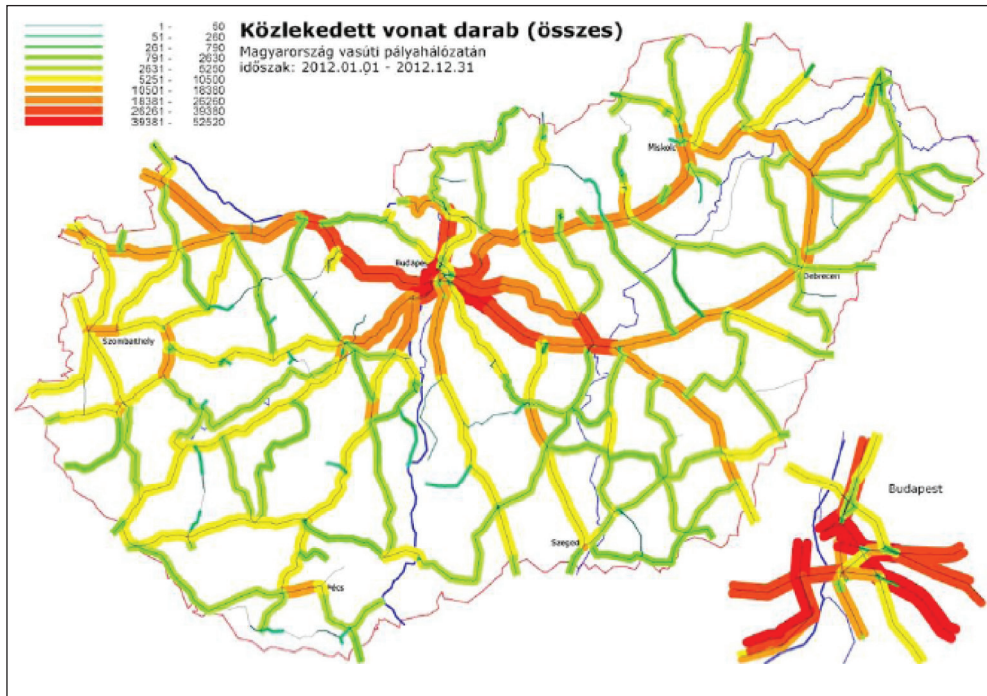 Közlekedett vonat darab (összes)
Magyarország vasúti pályahálózatán
időszak: 2012.01.01 - 2012.12.31
1 - 50
51 - 260
261 - 790
791 - 2630
2631 - 5250
5251 - 10500
10501 - 18380
18381 - 26260
26261 - 39380
39381 - 52520
Miskolc
Budape
Debrecen
Szombathely
Szeged
Pécs
Budapest